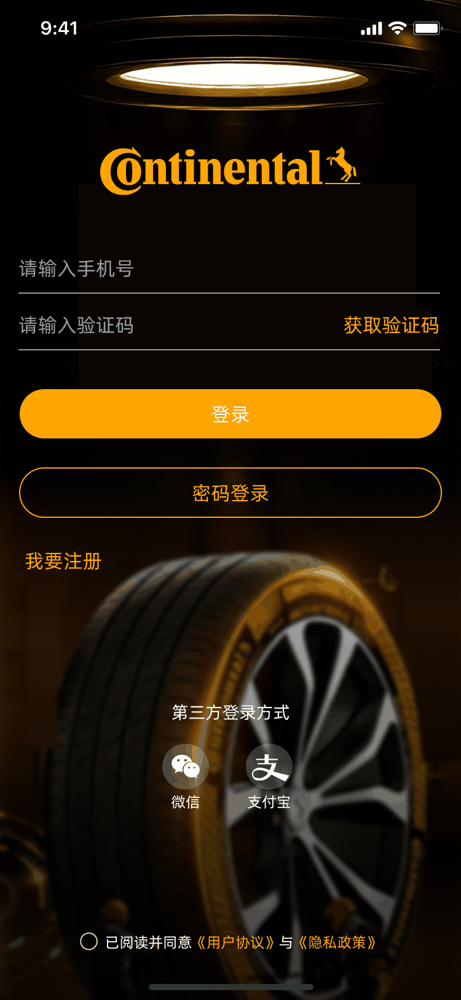 9:41
Continental
请输入手机号
请输入验证码 获取验证码
登录
密码登录
我要注册
第三方登录方式
微信 支付宝
已阅读并同意《用户协议》与《隐私政策》